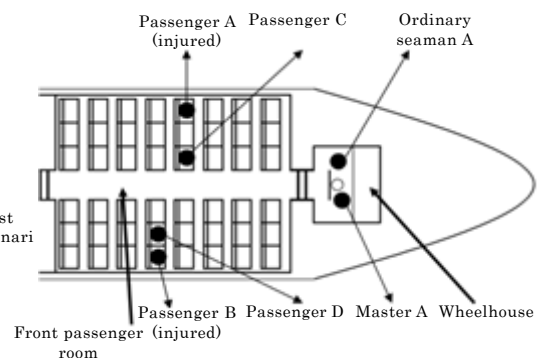 Passenger A
(injured)
Passenger C
Ordinary
seaman A
st
nari
Passenger B
(injured)
Passenger D
Master A
Wheelhouse
Front passenger
room